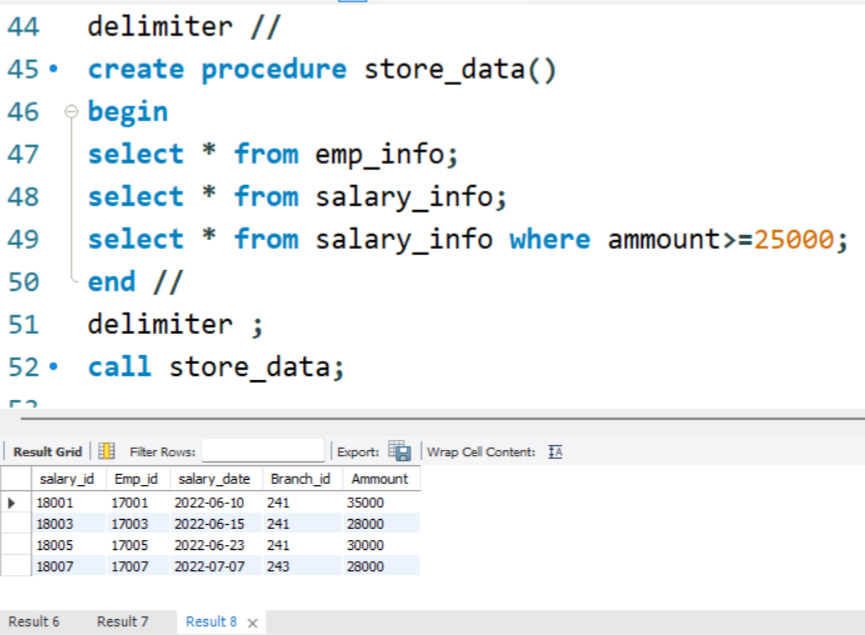 44 delimiter //
45 create procedure store_data()
46 begin
47 select * from emp_info;
48 select * from salary_info;
49 select * from salary_info where ammount>=25000;
50 end //
51 delimiter ;
52 call store_data;
Result Grid Filter Rows: Export: Wrap Cell Content: IA
salary_id Emp_id salary_date Branch_id Ammount
18001 17001 2022-06-10 241 35000
18003 17003 2022-06-15 241 28000
18005 17005 2022-06-23 241 30000
18007 17007 2022-07-07 243 28000
Result 6 Result 7 Result 8 ×